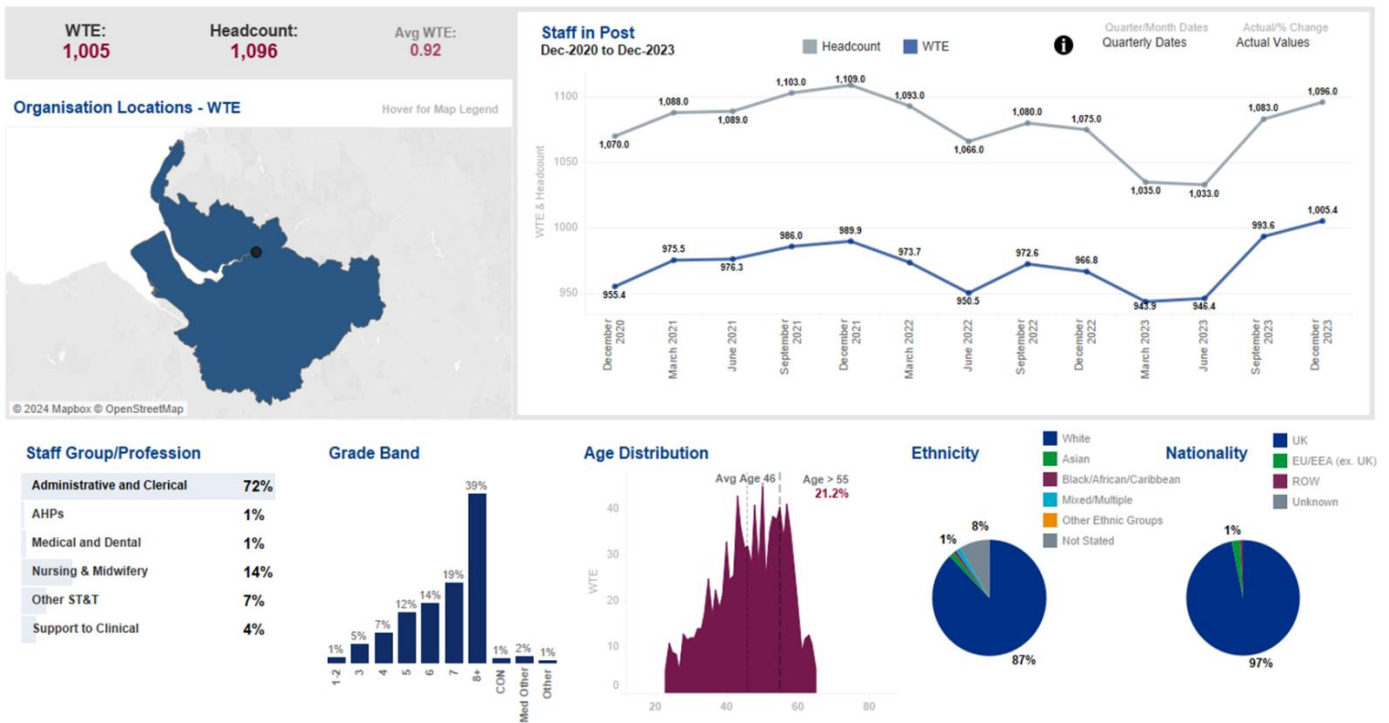 WTE:
1,005
Headcount:
1,096
Avg WTE:
0.92
Organisation Locations - WTE
Hover for Map Legend
© 2024 Mapbox © OpenStreetMap
Staff in Post
Dec-2020 to Dec-2023
Headcount
WTE
i
Quarter/Month Dates
Quarterly Dates
Actual/% Change
Actual Values
WTE & Headcount
1100
1050
1000
950
1,070.0
1,088.0
1,089.0
1,103.0
1,109.0
1,093.0
1,066.0
1,080.0
1,075.0
1,035.0
1,033.0
1,083.0
1,096.0
955.4
975.5
976.3
986.0
989.9
973.7
950.5
972.6
966.8
943.9
946.4
993.6
1,005.4
December
2020
March 2021
June 2021
September
2021
December
2021
March 2022
June 2022
September
2022
December
2022
March 2023
June 2023
September
2023
December
2023
Staff Group/Profession
Administrative and Clerical 72%
AHPs 1%
Medical and Dental 1%
Nursing & Midwifery 14%
Other ST&T 7%
Support to Clinical 4%
Grade Band
1%
5%
7%
12%
14%
19%
39%
1%
2%
1%
1-2
3
4
5
6
7
8+
CON
Med Other
Other
Age Distribution
Avg Age 46
Age > 55
21.2%
WTE
40
30
20
10
0
20
40
60
80
Ethnicity
White
Asian
Black/African/Caribbean
Mixed/Multiple
Other Ethnic Groups
Not Stated
1%
8%
87%
Nationality
UK
EU/EEA (ex. UK)
ROW
Unknown
1%
97%